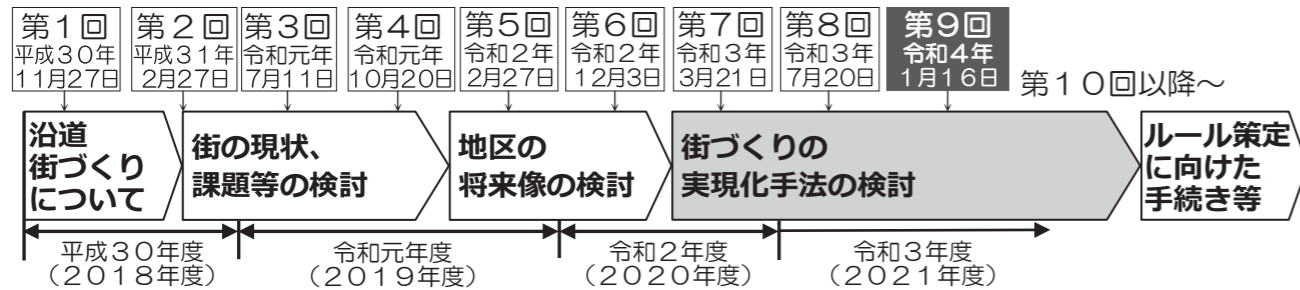 第1回
平成30年
11月27日
第2回
平成31年
2月27日
第3回
令和元年
7月11日
第4回
令和元年
10月20日
第5回
令和2年
2月27日
第6回
令和2年
12月3日
第7回
令和3年
3月21日
第8回
令和3年
7月20日
第9回
令和4年
1月16日
第10回以降～
沿道
街づくり
について
街の現状、
課題等の検討
地区の
将来像の検討
街づくりの
実現化手法の検討
ルール策定
に向けた
手続き等
平成30年度
（2018年度）
令和元年度
（2019年度）
令和2年度
（2020年度）
令和3年度
（2021年度）